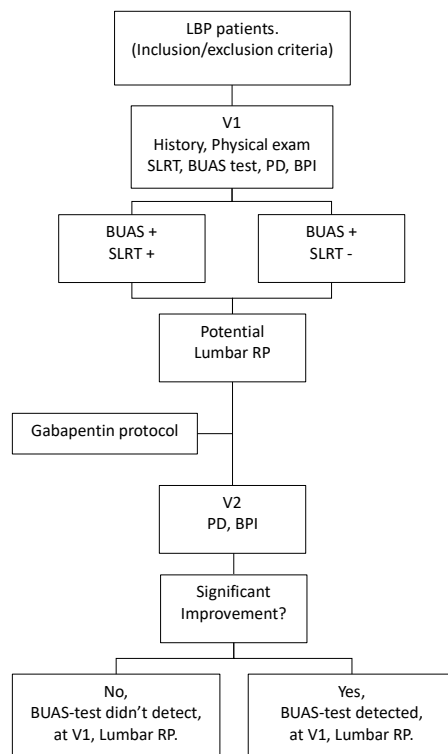 LBP patients.
(Inclusion/exclusion criteria)
V1
History, Physical exam
SLRT, BUAS test, PD, BPI
BUAS +
SLRT +
BUAS +
SLRT -
Potential
Lumbar RP
Gabapentin protocol
V2
PD, BPI
Significant
Improvement?
No,
BUAS-test didn’t detect,
at V1, Lumbar RP.
Yes,
BUAS-test detected,
at V1, Lumbar RP.